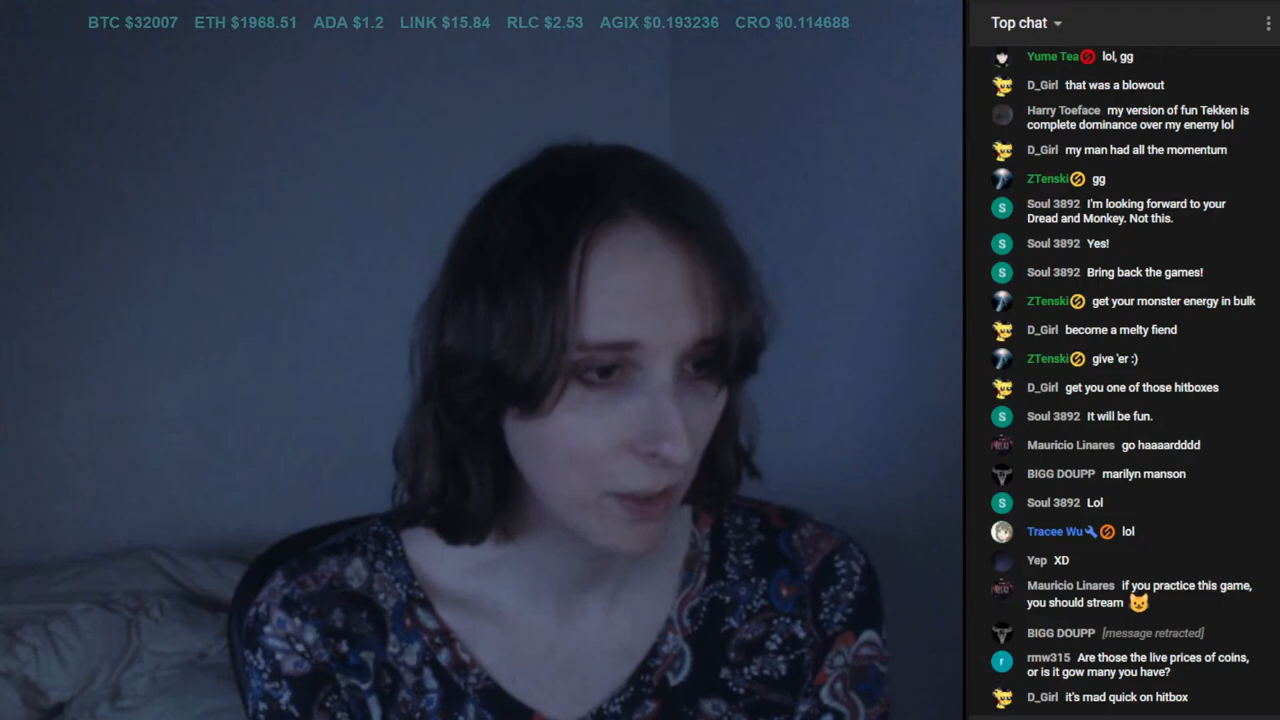 BTC $32007 ETH $1968.51 ADA $1.2 LINK $15.84 RLC $2.53 AGIX $0.193236 CRO $0.114688
Top chat
Yume Tea lol, gg
D_Girl that was a blowout
Harry Toeface my version of fun Tekken is
complete dominance over my enemy lol
D_Girl my man had all the momentum
ZTenski gg
Soul 3892 I'm looking forward to your
Dread and Monkey. Not this.
Soul 3892 Yes!
Soul 3892 Bring back the games!
ZTenski get your monster energy in bulk
D_Girl become a melty fiend
ZTenski give 'er :)
D_Girl get you one of those hitboxes
Soul 3892 It will be fun.
Mauricio Linares go haaaardddd
BIGG DOUPP marilyn manson
Soul 3892 Lol
Tracee Wu lol
Yep XD
Mauricio Linares if you practice this game,
you should stream
BIGG DOUPP [message retracted]
rmw315 Are those the live prices of coins,
or is it gow many you have?
D_Girl it's mad quick on hitbox